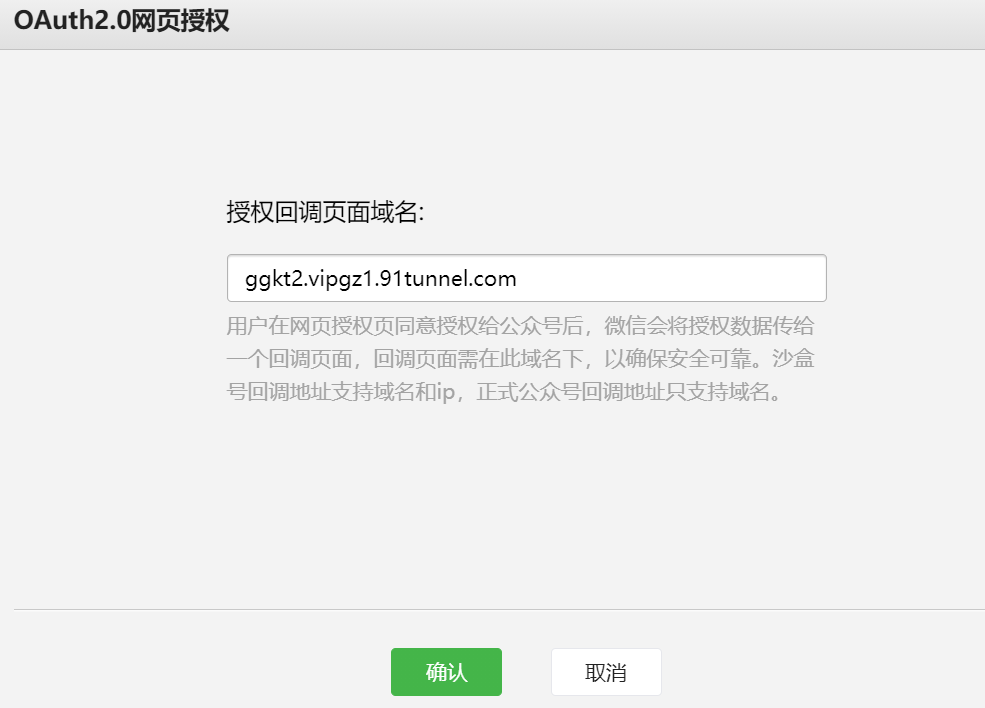 OAuth2.0网页授权
授权回调页面域名:
ggkt2.vipgz1.91tunnel.com
用户在网页授权页同意授权给公众号后，微信会将授权数据传给
一个回调页面，回调页面需在此域名下，以确保安全可靠。沙盒
号回调地址支持域名和ip，正式公众号回调地址只支持域名。
确认 取消